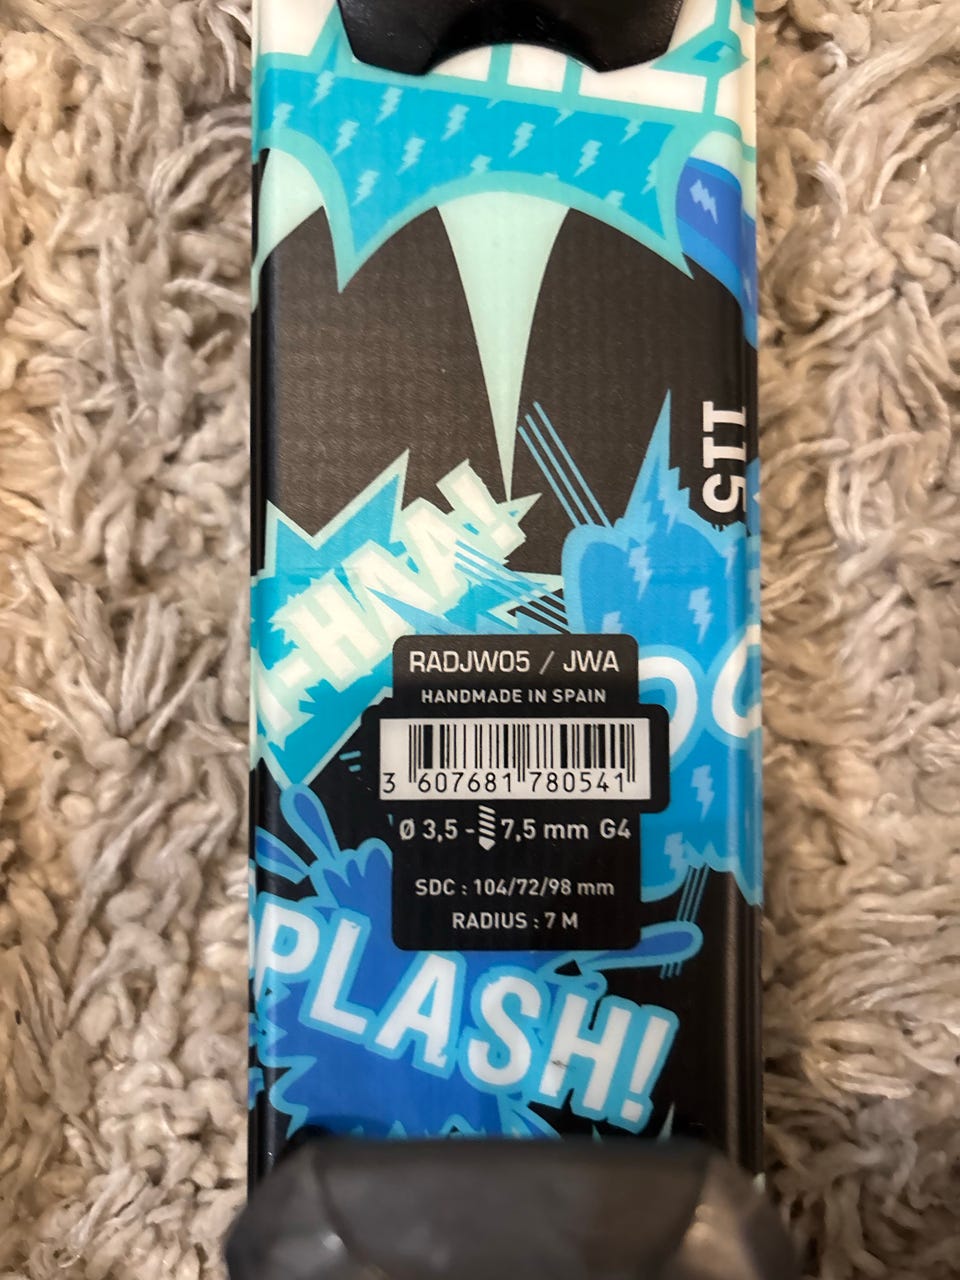 115
-HAA!
RADJW05 / JWA
HANDMADE IN SPAIN
3 607681 780541
Ø 3,5 - 7,5 mm G4
SDC : 104/72/98 mm
RADIUS : 7 M
PLASH!